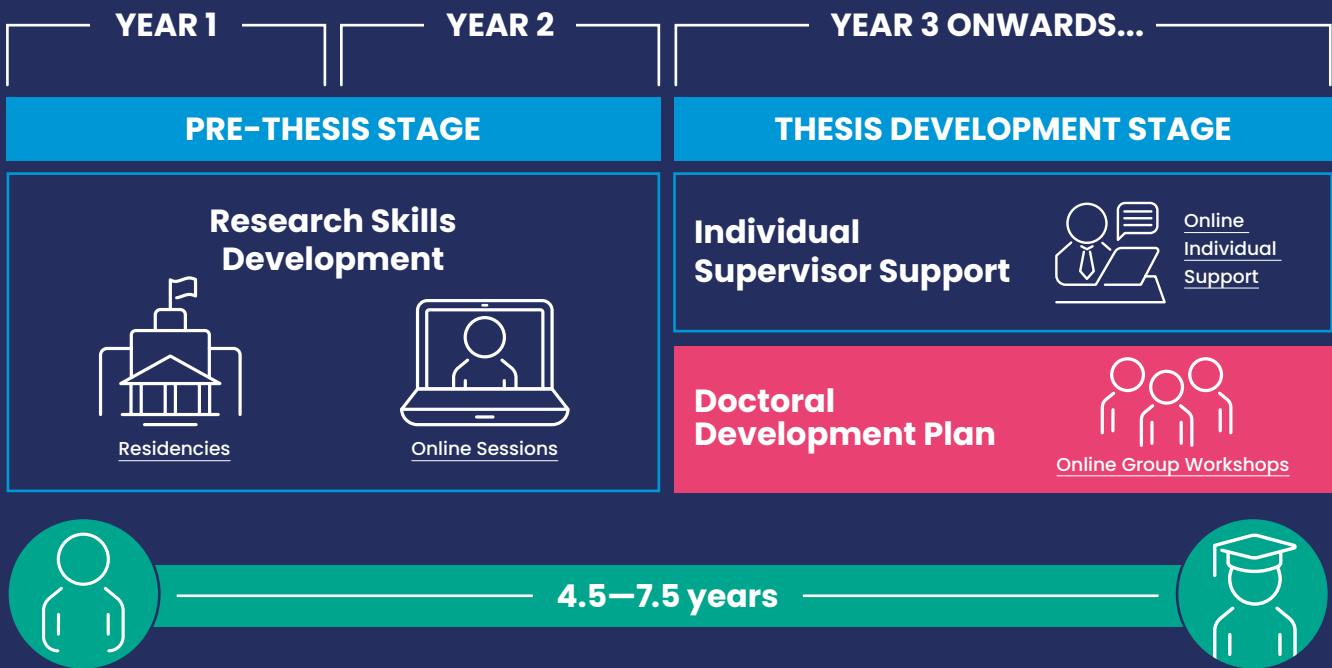 YEAR 1
YEAR 2
YEAR 3 ONWARDS...
PRE-THESIS STAGE
THESIS DEVELOPMENT STAGE
Research Skills
Development
Residencies
Online Sessions
Individual
Supervisor Support
Online
Individual
Support
Doctoral
Development Plan
Online Group Workshops
4.5—7.5 years